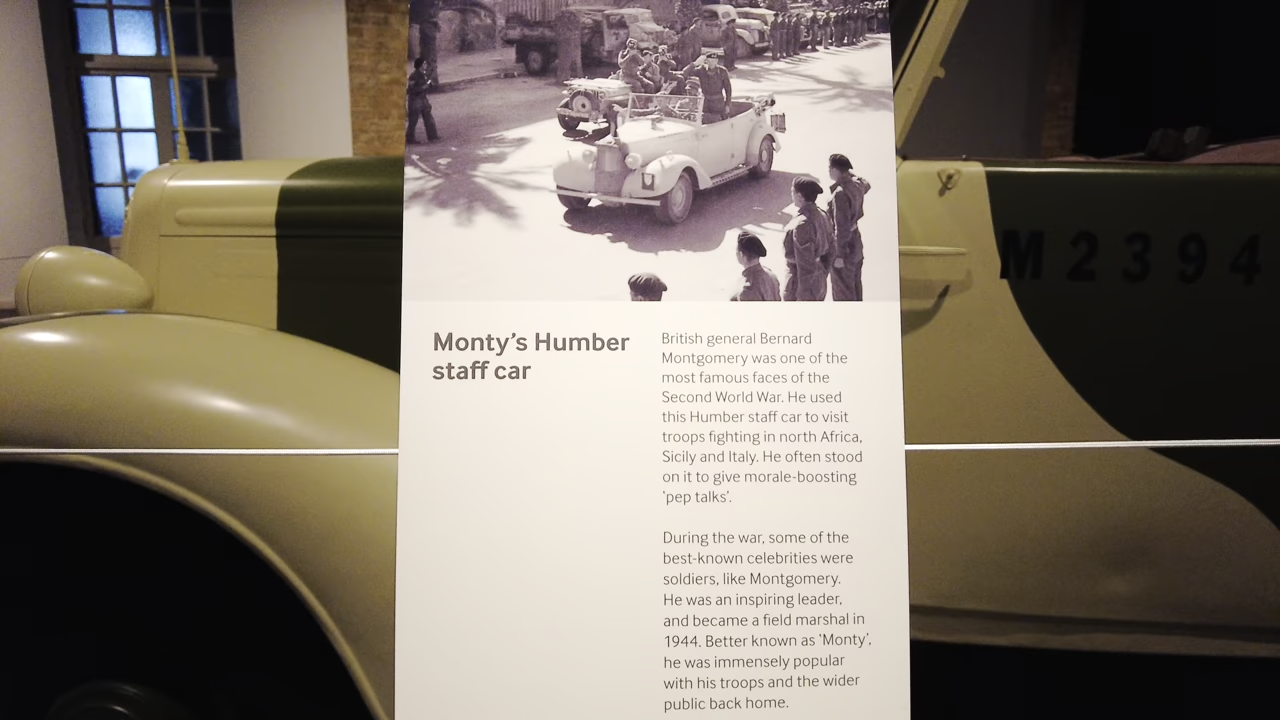 M2394
Monty's Humber
staff car
British general Bernard
Montgomery was one of the
most famous faces of the
Second World War. He used
this Humber staff car to visit
troops fighting in north Africa,
Sicily and Italy. He often stood
on it to give morale-boosting
'pep talks'.
During the war, some of the
best-known celebrities were
soldiers, like Montgomery.
He was an inspiring leader,
and became a field marshal in
1944. Better known as 'Monty',
he was immensely popular
with his troops and the wider
public back home.